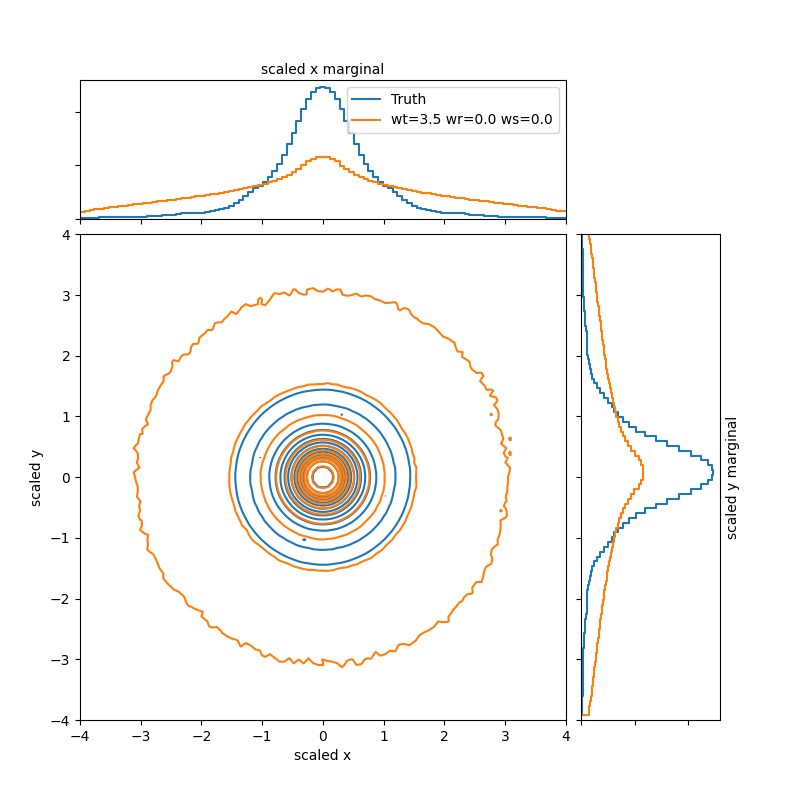 scaled x marginal
Truth
wt=3.5 wr=0.0 ws=0.0
4
3
2
1
0
−1
−2
−3
−4
scaled y
−4 −3 −2 −1 0 1 2 3 4
scaled x
scaled y marginal